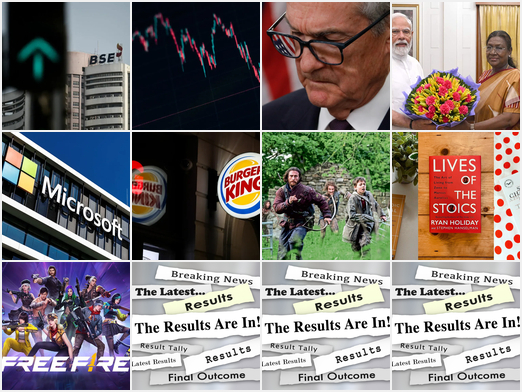 BSE
Microsoft
BURGER
KING
BURGER
KING
LIVES
OF
THE
STOICS
RYAN HOLIDAY
FREE FIRE
Breaking News
The Latest...
Results
The Results Are In!
Result Tally
Latest Results
Results
Final Outcome
Breaking News
The Latest...
Results
The Results Are In!
Result Tally
Latest Results
Results
Final Outcome
Breaking News
The Latest...
Results
The Results Are In!
Result Tally
Latest Results
Results
Final Outcome